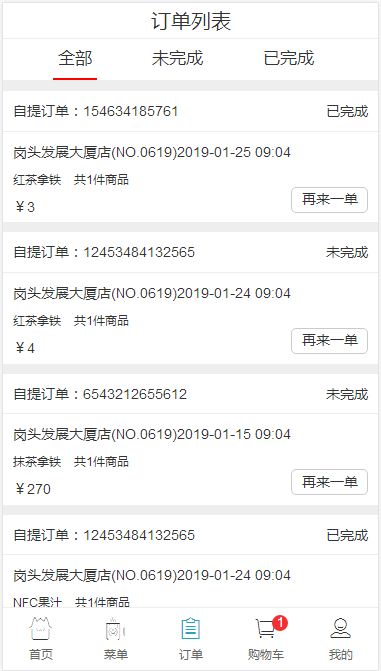 订单列表
全部 未完成 已完成
自提订单：154634185761 已完成
岗头发展大厦店(NO.0619)2019-01-25 09:04
红茶拿铁 共1件商品
￥3 再来一单
自提订单：12453484132565 未完成
岗头发展大厦店(NO.0619)2019-01-24 09:04
红茶拿铁 共1件商品
￥4 再来一单
自提订单：6543212655612 未完成
岗头发展大厦店(NO.0619)2019-01-15 09:04
抹茶拿铁 共1件商品
￥270 再来一单
自提订单：12453484132565 已完成
岗头发展大厦店(NO.0619)2019-01-24 09:04
NFC果汁 共1件商品
1
首页 菜单 订单 购物车 我的